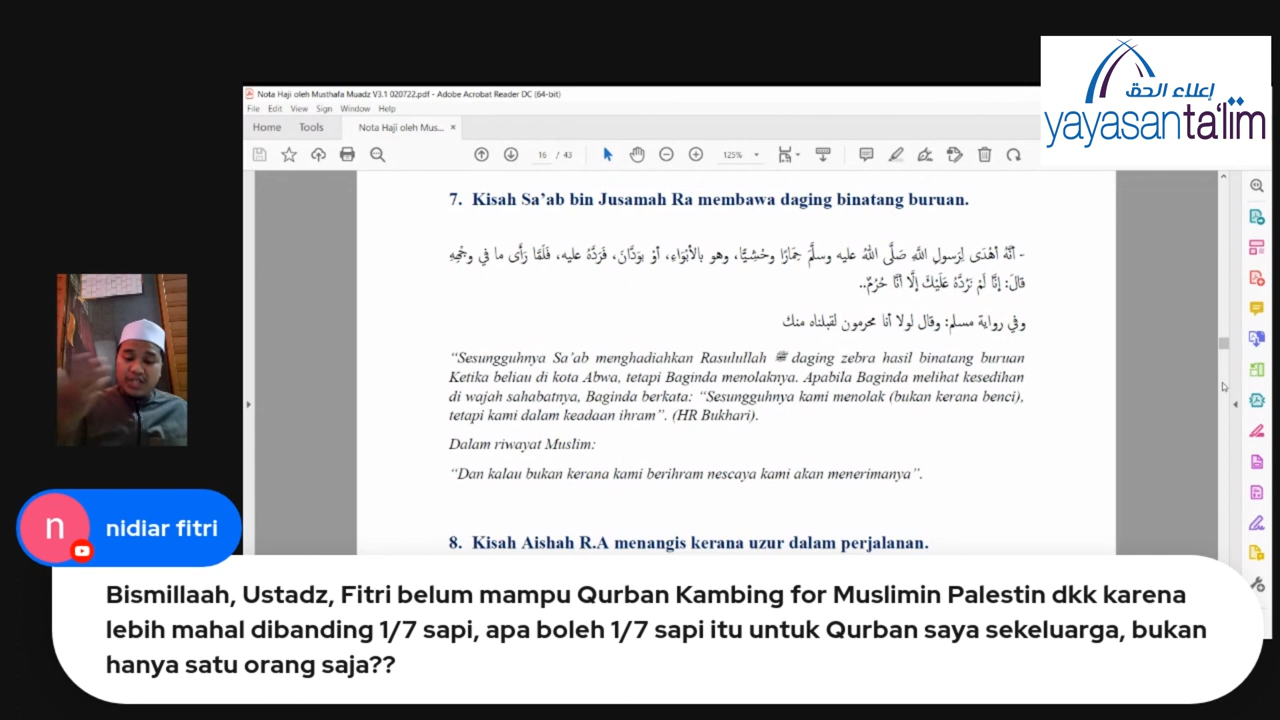 إعلاء الحق
yayasanta'lim
Nota Haji oleh Musthafa Muadz V3.1 020722.pdf - Adobe Acrobat Reader DC (64-bit)
File Edit View Sign Window Help
Home Tools Nota Haji oleh Mus... ×
16 / 43 125%
7. Kisah Sa’ab bin Jusamah Ra membawa daging binatang buruan.
- أنَّهُ أهْدَى لِرَسولِ اللَّهِ صَلَّى اللهُ عليه وسلَّمَ حِمَارًا وحْشِيًّا، وهو بالأبْوَاءِ، أوْ بوَدَّانَ، فَرَدَّهُ عليه، فَلَمَّا رَأَى ما في وجْهِهِ
قالَ: إنَّا لَمْ نَرُدَّهُ عَلَيْكَ إلَّا أنَّا حُرُمٌ..
وفي رواية مسلم: وقال لولا أنا محرمون لقبلناه منك
“Sesungguhnya Sa’ab menghadiahkan Rasulullah ﷺ daging zebra hasil binatang buruan
Ketika beliau di kota Abwa, tetapi Baginda menolaknya. Apabila Baginda melihat kesedihan
di wajah sahabatnya, Baginda berkata: “Sesungguhnya kami menolak (bukan kerana benci),
tetapi kami dalam keadaan ihram”. (HR Bukhari).
Dalam riwayat Muslim:
“Dan kalau bukan kerana kami berihram nescaya kami akan menerimanya”.
8. Kisah Aishah R.A menangis kerana uzur dalam perjalanan.
n nidiar fitri
Bismillaah, Ustadz, Fitri belum mampu Qurban Kambing for Muslimin Palestin dkk karena
lebih mahal dibanding 1/7 sapi, apa boleh 1/7 sapi itu untuk Qurban saya sekeluarga, bukan
hanya satu orang saja??